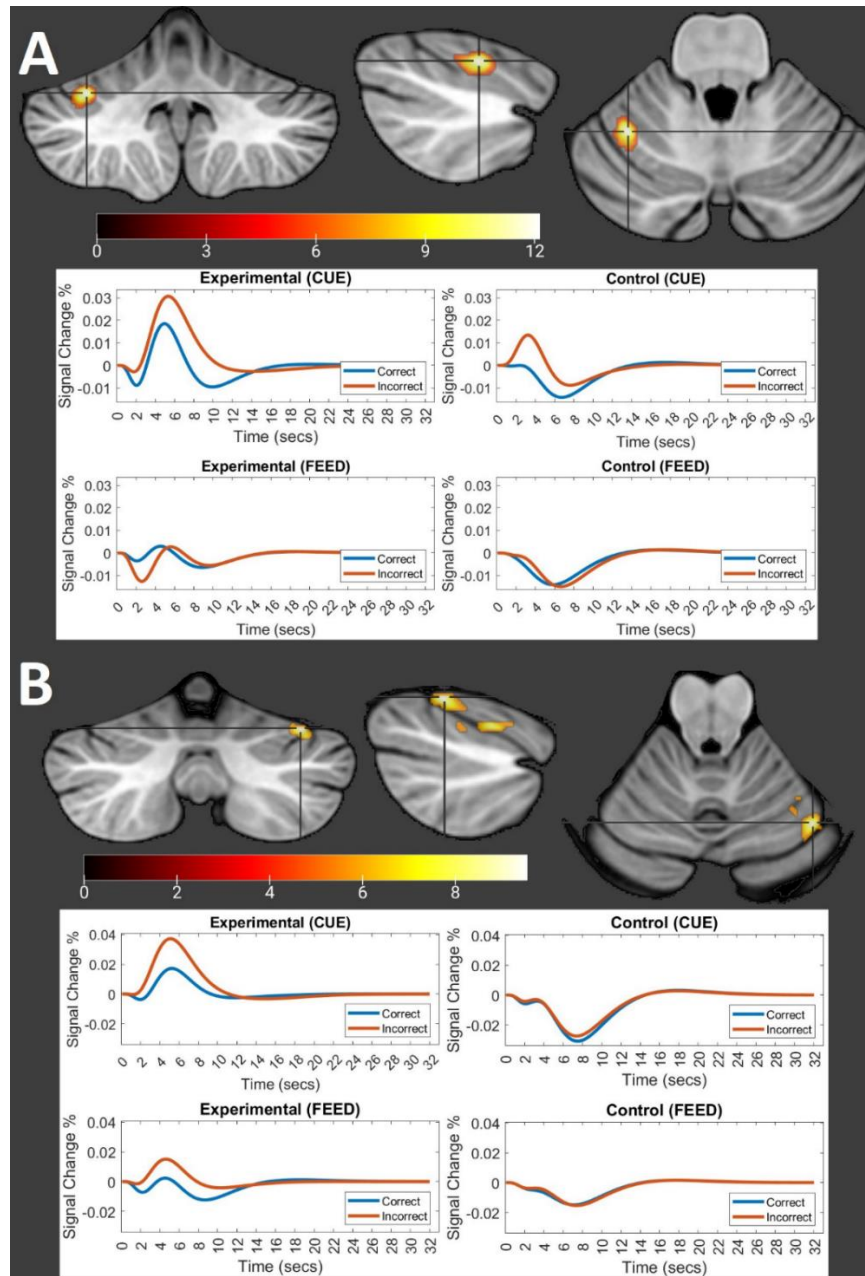 A
0 3 6 9 12
Experimental (CUE)
Signal Change %
0.03
0.02
0.01
0
-0.01
Correct
Incorrect
0 2 4 6 8 10 12 14 16 18 20 22 24 26 28 30 32
Time (secs)
Control (CUE)
Signal Change %
0.03
0.02
0.01
0
-0.01
Correct
Incorrect
0 2 4 6 8 10 12 14 16 18 20 22 24 26 28 30 32
Time (secs)
Experimental (FEED)
Signal Change %
0.03
0.02
0.01
0
-0.01
Correct
Incorrect
0 2 4 6 8 10 12 14 16 18 20 22 24 26 28 30 32
Time (secs)
Control (FEED)
Signal Change %
0.03
0.02
0.01
0
-0.01
Correct
Incorrect
0 2 4 6 8 10 12 14 16 18 20 22 24 26 28 30 32
Time (secs)
B
0 2 4 6 8
Experimental (CUE)
Signal Change %
0.04
0.02
0
-0.02
Correct
Incorrect
0 2 4 6 8 10 12 14 16 18 20 22 24 26 28 30 32
Time (secs)
Control (CUE)
Signal Change %
0.04
0.02
0
-0.02
Correct
Incorrect
0 2 4 6 8 10 12 14 16 18 20 22 24 26 28 30 32
Time (secs)
Experimental (FEED)
Signal Change %
0.04
0.02
0
-0.02
Correct
Incorrect
0 2 4 6 8 10 12 14 16 18 20 22 24 26 28 30 32
Time (secs)
Control (FEED)
Signal Change %
0.04
0.02
0
-0.02
Correct
Incorrect
0 2 4 6 8 10 12 14 16 18 20 22 24 26 28 30 32
Time (secs)